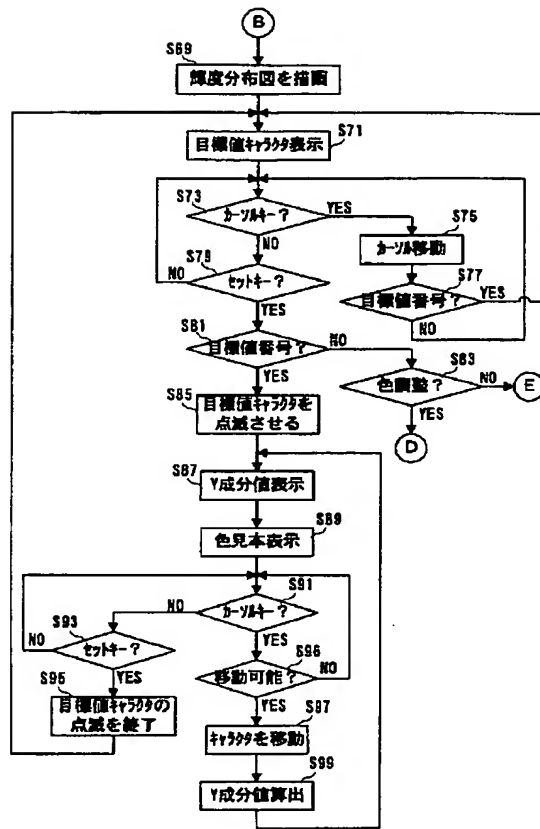 B
S69
輝度分布図を描画
S71
目標値キャラクタ表示
S73
カーソルキー？
YES
NO
S75
カーソル移動
S77
目標値番号？
YES
NO
S79
セットキー？
NO
YES
S81
目標値番号？
NO
YES
S83
色調整？
NO
E
YES
D
S85
目標値キャラクタを
点滅させる
S87
Y成分値表示
S89
色見本表示
S91
カーソルキー？
NO
YES
S93
セットキー？
NO
YES
S95
目標値キャラクタの
点滅を終了
S96
移動可能？
NO
YES
S97
キャラクタを移動
S99
Y成分値算出